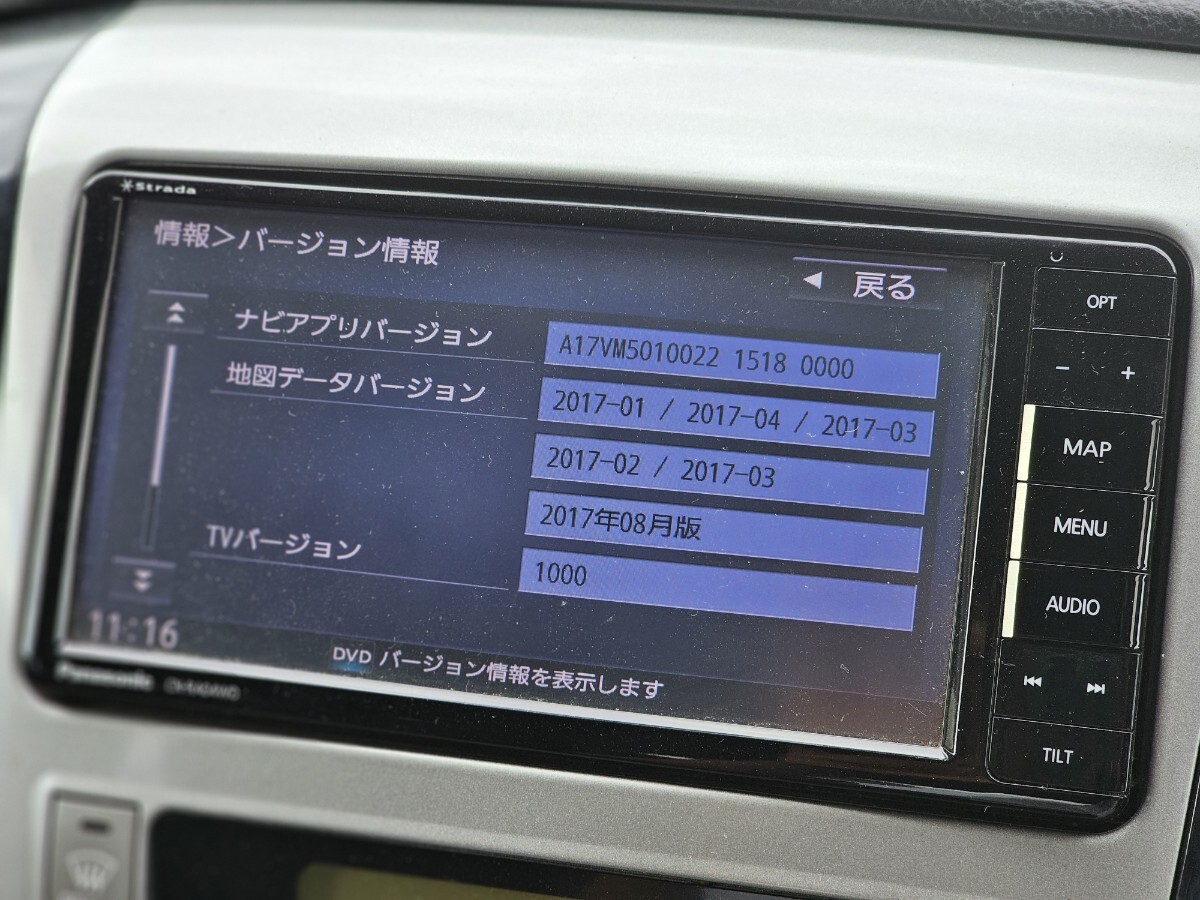 Strada
情報>バージョン情報
戻る
ナビアプリバージョン
A17VM5010022 1518 0000
地図データバージョン
2017-01 / 2017-04 / 2017-03
2017-02 / 2017-03
2017年08月版
TVバージョン
1000
11:16
DVD バージョン情報を表示します
Panasonic
OPT
− +
MAP
MENU
AUDIO
TILT